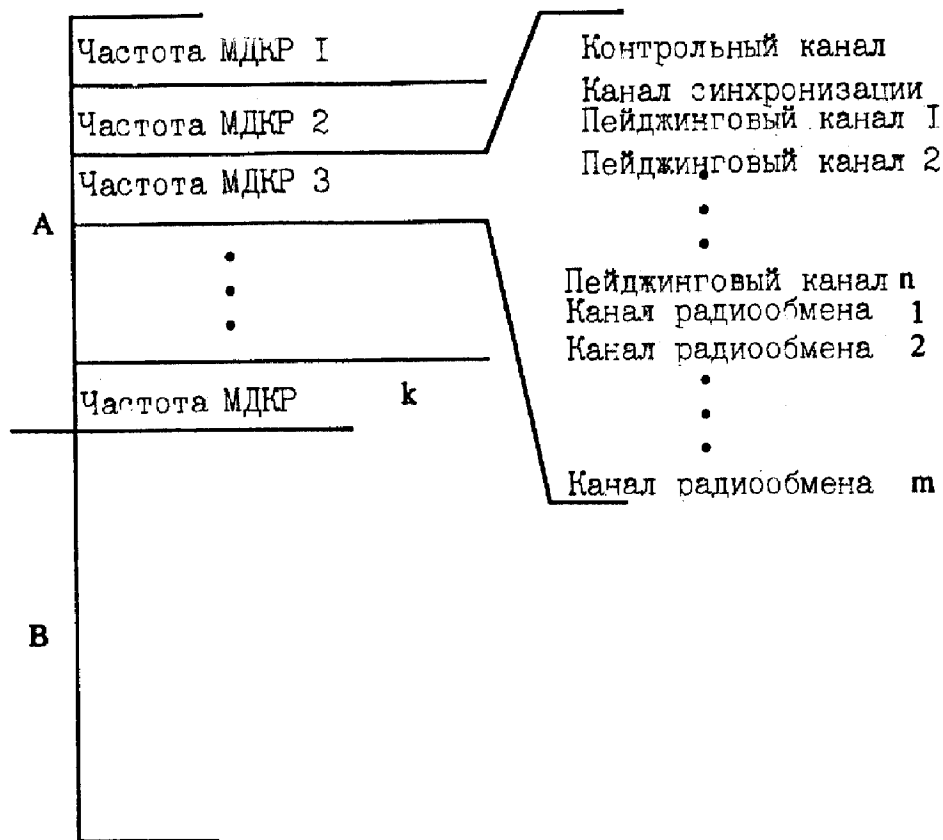 Частота МДКР I
Частота МДКР 2
Частота МДКР 3
А
Частота МДКР k
В
Контрольный канал
Канал синхронизации
Пейджинговый канал I
Пейджинговый канал 2
Пейджинговый канал n
Канал радиообмена 1
Канал радиообмена 2
Канал радиообмена m